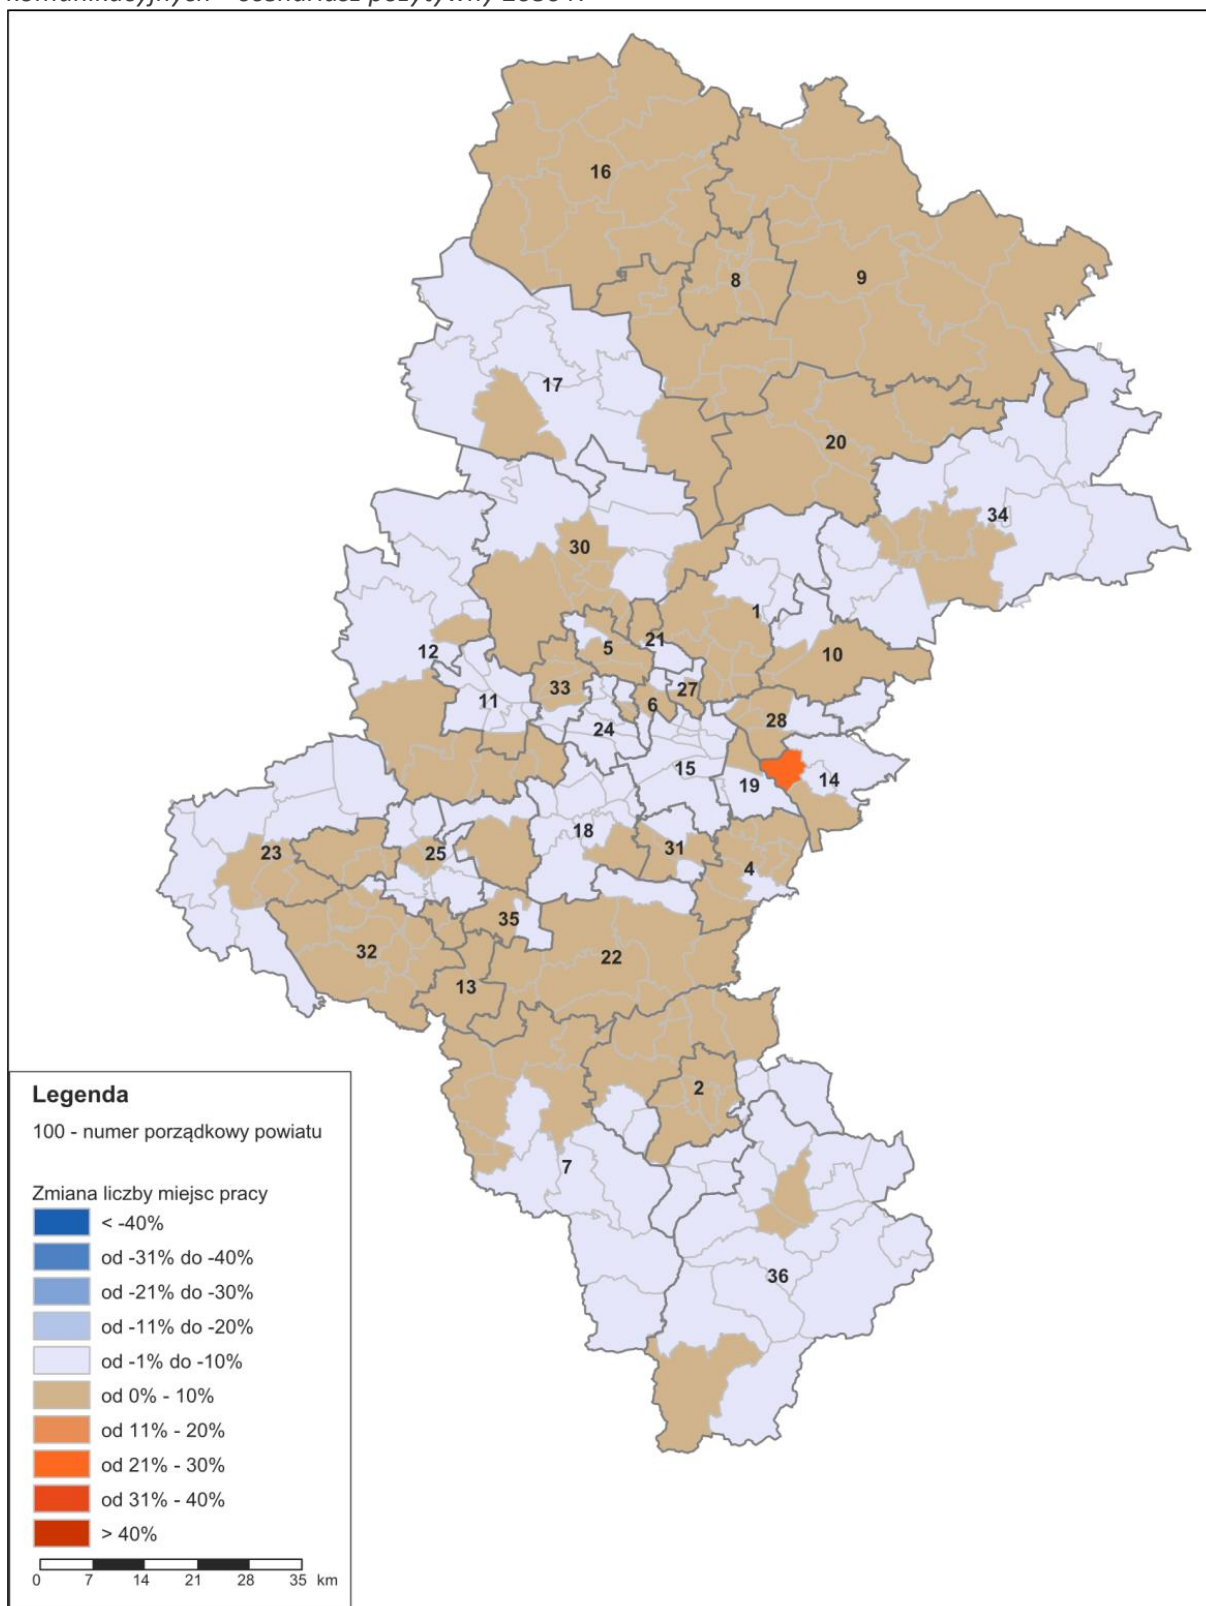 komunikacyjnych - scenariusz pozytywny 2030 r.
16
8
9
17
20
34
30
1
5
21
10
12
33
27
11
6
28
24
15
19
14
18
23
25
31
4
35
32
22
13
2
7
36
Legenda
100 - numer porządkowy powiatu
Zmiana liczby miejsc pracy
< -40%
od -31% do -40%
od -21% do -30%
od -11% do -20%
od -1% do -10%
od 0% - 10%
od 11% - 20%
od 21% - 30%
od 31% - 40%
> 40%
0 7 14 21 28 35 km